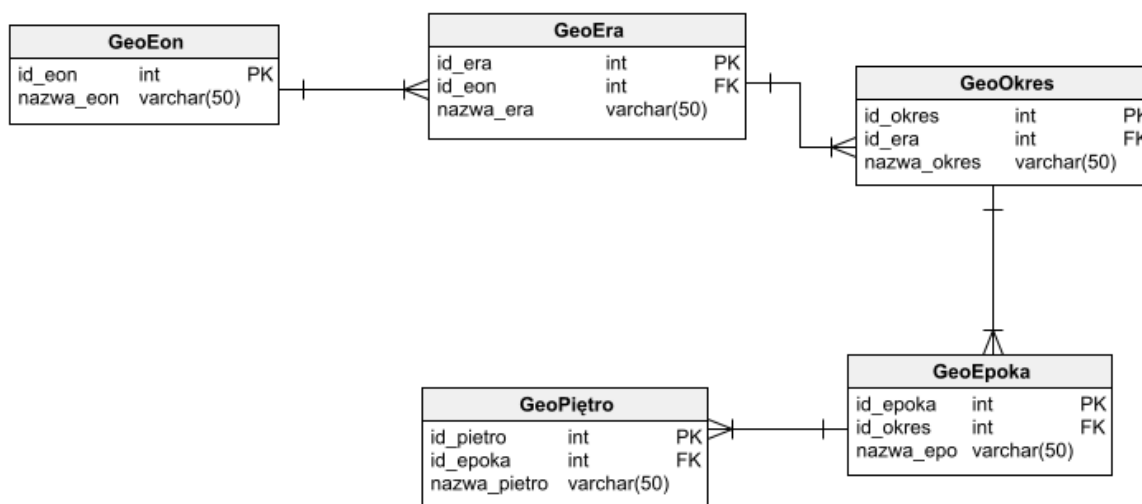 GeoEon
id_eon int PK
nazwa_eon varchar(50)
GeoEra
id_era int PK
id_eon int FK
nazwa_era varchar(50)
GeoOkres
id_okres int PK
id_era int FK
nazwa_okres varchar(50)
GeoEpoka
id_epoka int PK
id_okres int FK
nazwa_epo varchar(50)
GeoPiętro
id_pietro int PK
id_epoka int FK
nazwa_pietro varchar(50)